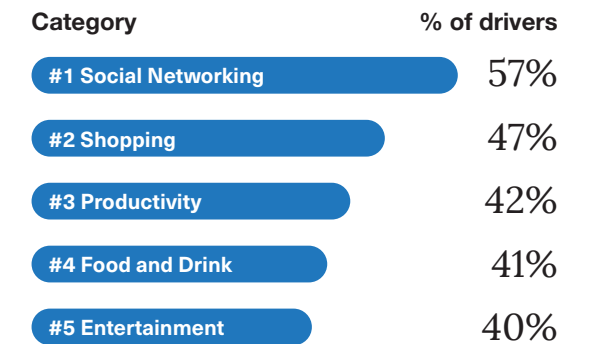 Category % of drivers
#1 Social Networking 57%
#2 Shopping 47%
#3 Productivity 42%
#4 Food and Drink 41%
#5 Entertainment 40%